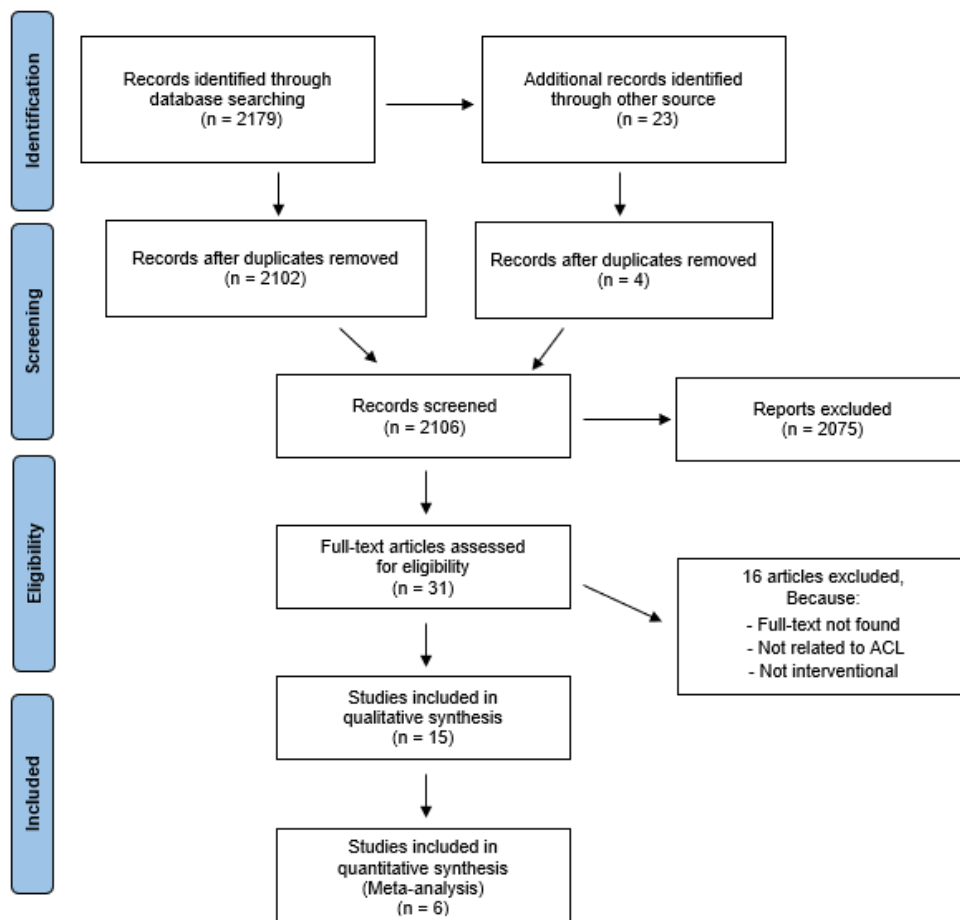 Identification
Records identified through
database searching
(n = 2179)
Additional records identified
through other source
(n = 23)
Screening
Records after duplicates removed
(n = 2102)
Records after duplicates removed
(n = 4)
Records screened
(n = 2106)
Reports excluded
(n = 2075)
Eligibility
Full-text articles assessed
for eligibility
(n = 31)
16 articles excluded,
Because:
- Full-text not found
- Not related to ACL
- Not interventional
Included
Studies included in
qualitative synthesis
(n = 15)
Studies included in
quantitative synthesis
(Meta-analysis)
(n = 6)